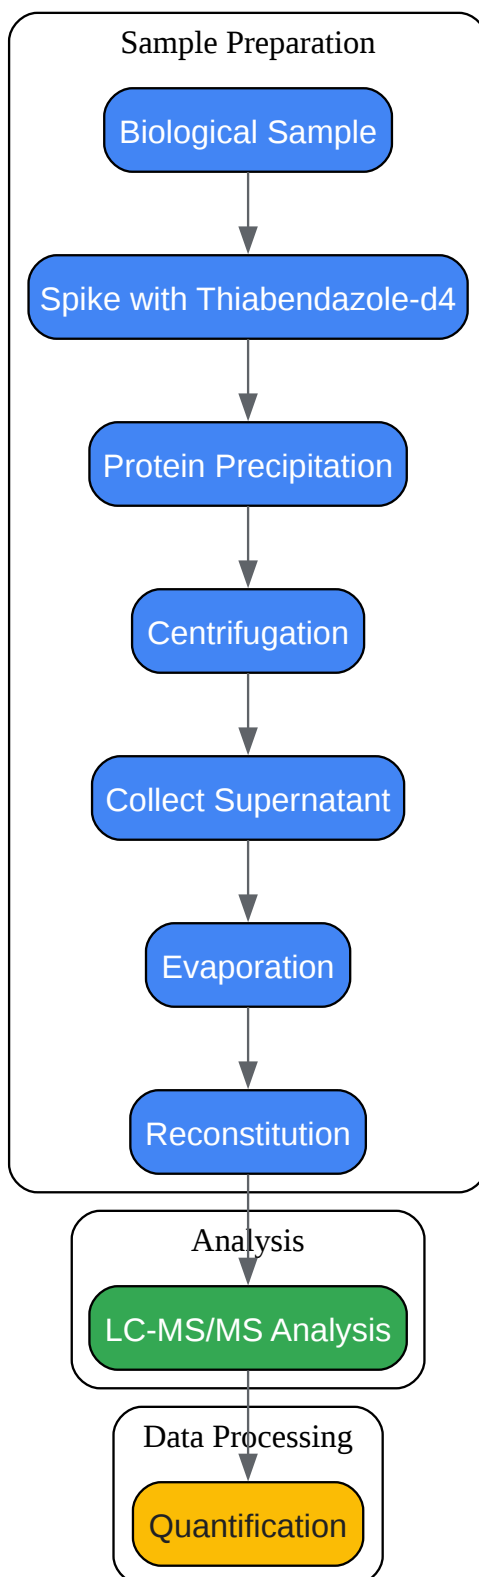 Sample Preparation
Biological Sample
Spike with Thiabendazole-d4
Protein Precipitation
Centrifugation
Collect Supernatant
Evaporation
Reconstitution
Analysis
LC-MS/MS Analysis
Data Processing
Quantification